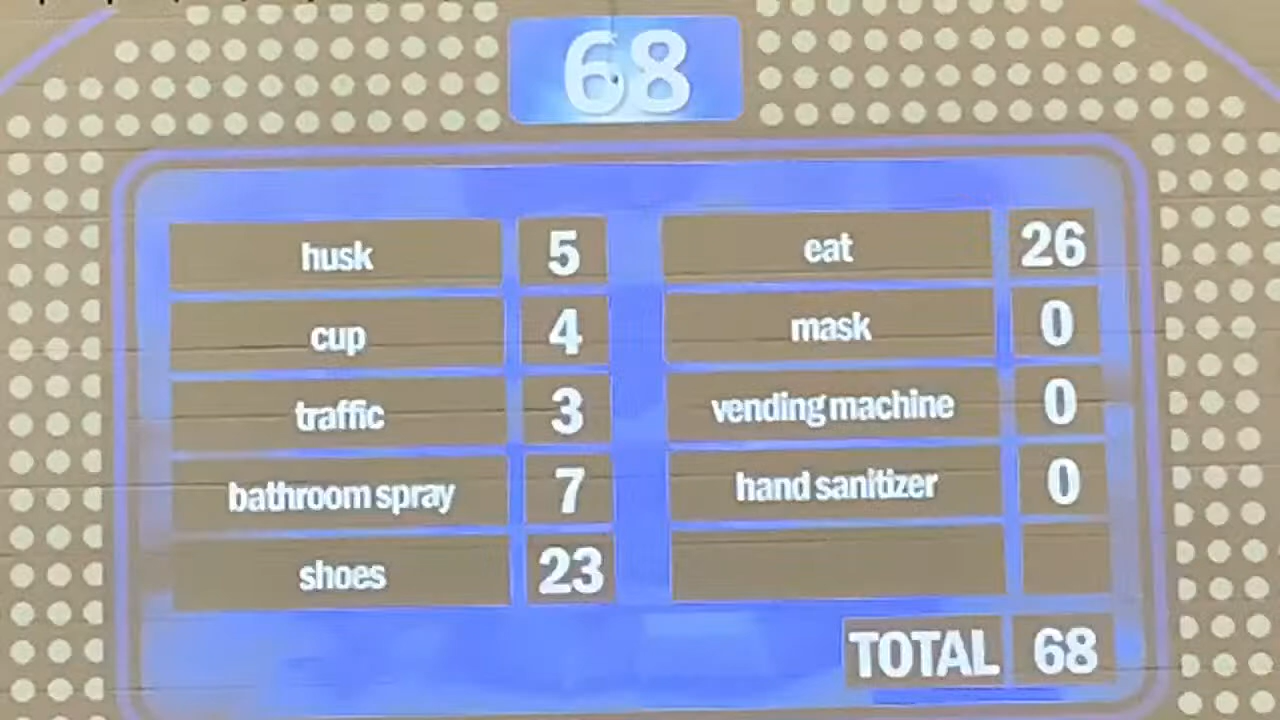 68
husk 5 eat 26
cup 4 mask 0
traffic 3 vending machine 0
bathroom spray 7 hand sanitizer 0
shoes 23
TOTAL 68